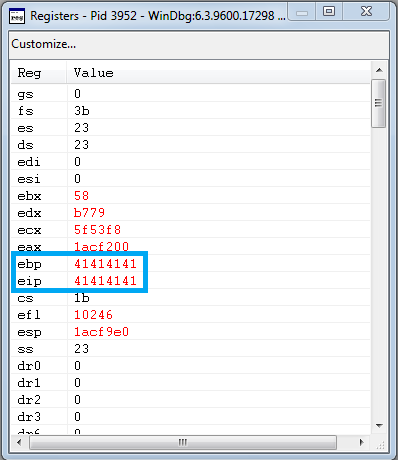 Registers - Pid 3952 - WinDbg:6.3.9600.17298 ...
Customize...
Reg Value
gs 0
fs 3b
es 23
ds 23
edi 0
esi 0
ebx 58
edx b779
ecx 5f53f8
eax 1acf200
ebp 41414141
eip 41414141
cs 1b
efl 10246
esp 1acf9e0
ss 23
dr0 0
dr1 0
dr2 0
dr3 0
dr6 0